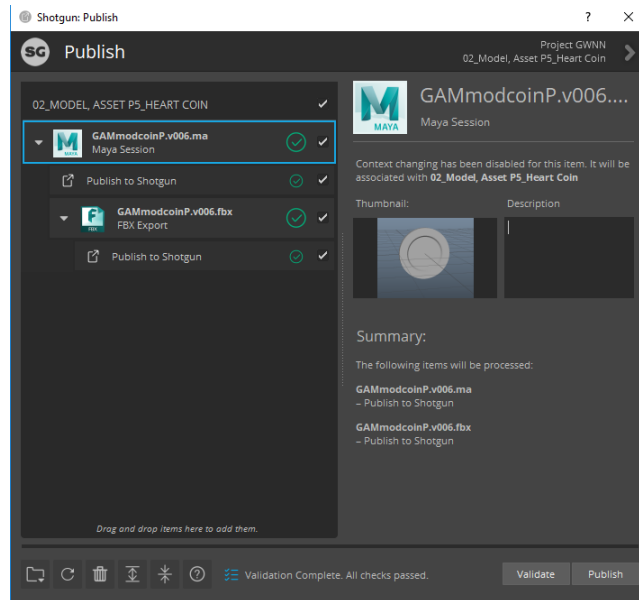 Shotgun: Publish
?
SG
Publish
Project GWNN
02_Model, Asset P5_Heart Coin
02_MODEL, ASSET P5_HEART COIN
GAMmodcoinP.v006.ma
Maya Session
Publish to Shotgun
GAMmodcoinP.v006.fbx
FBX Export
Publish to Shotgun
Drag and drop items here to add them.
GAMmodcoinP.v006....
Maya Session
Context changing has been disabled for this item. It will be
associated with 02_Model, Asset P5_Heart Coin
Thumbnail:
Description
Summary:
The following items will be processed:
GAMmodcoinP.v006.ma
– Publish to Shotgun
GAMmodcoinP.v006.fbx
– Publish to Shotgun
MAYA
FBX
?
Validation Complete. All checks passed.
Validate
Publish